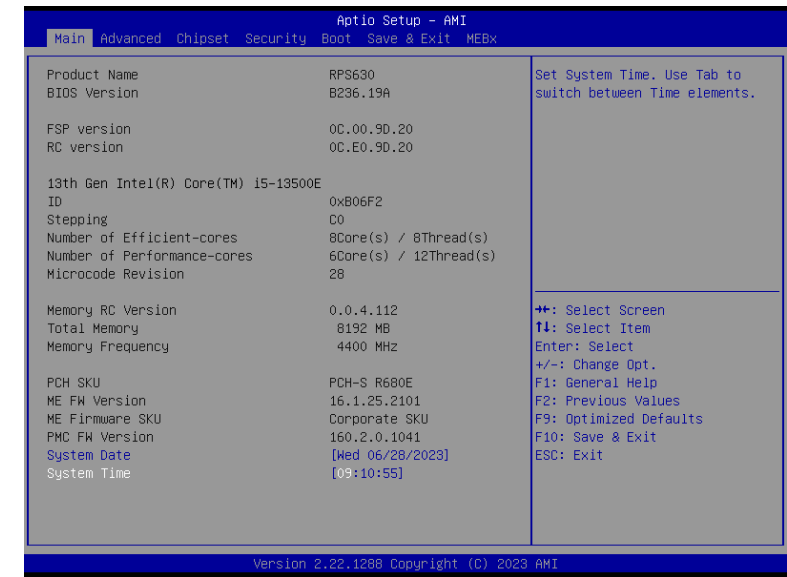 Aptio Setup - AMI
Main Advanced Chipset Security Boot Save & Exit MEBx
Product Name RPS630
BIOS Version B236.19A
FSP version 0C.00.9D.20
RC version 0C.E0.9D.20
13th Gen Intel(R) Core(TM) i5-13500E
ID 0xB06F2
Stepping C0
Number of Efficient-cores 8Core(s) / 8Thread(s)
Number of Performance-cores 6Core(s) / 12Thread(s)
Microcode Revision 28
Memory RC Version 0.0.4.112
Total Memory 8192 MB
Memory Frequency 4400 MHz
PCH SKU PCH-S R680E
ME FW Version 16.1.25.2101
ME Firmware SKU Corporate SKU
PMC FW Version 160.2.0.1041
System Date [Wed 06/28/2023]
System Time [09:10:55]
Set System Time. Use Tab to
switch between Time elements.
→←: Select Screen
↑↓: Select Item
Enter: Select
+/-: Change Opt.
F1: General Help
F2: Previous Values
F9: Optimized Defaults
F10: Save & Exit
ESC: Exit
Version 2.22.1288 Copyright (C) 2023 AMI